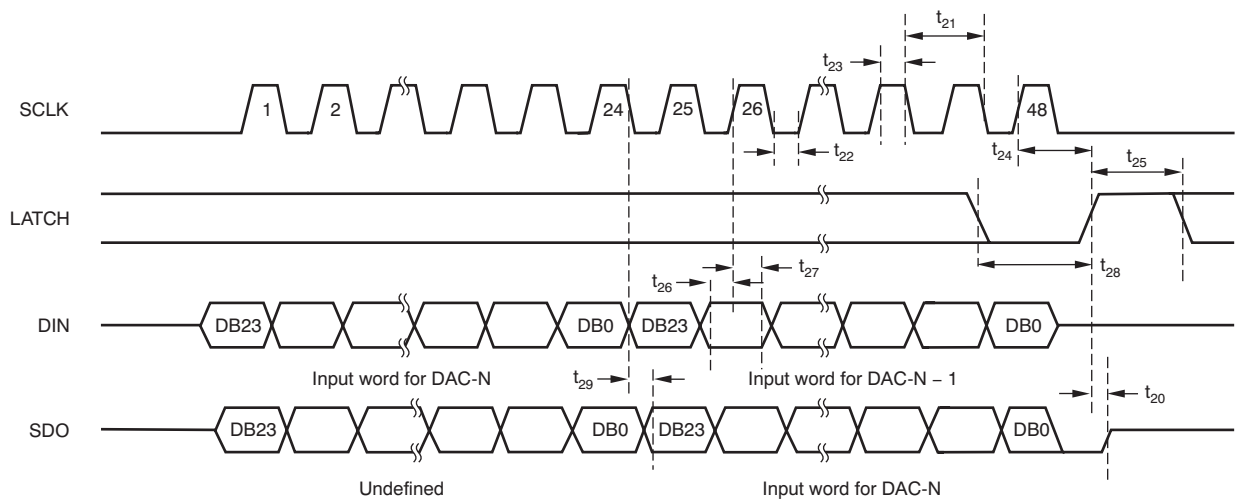 t21
t23
SCLK
1
2
24
25
26
48
t22
t24
t25
LATCH
t28
t26
t27
DIN
DB23
DB0
DB23
DB0
Input word for DAC-N
Input word for DAC-N – 1
t29
t20
SDO
DB23
DB0
DB23
DB0
Undefined
Input word for DAC-N